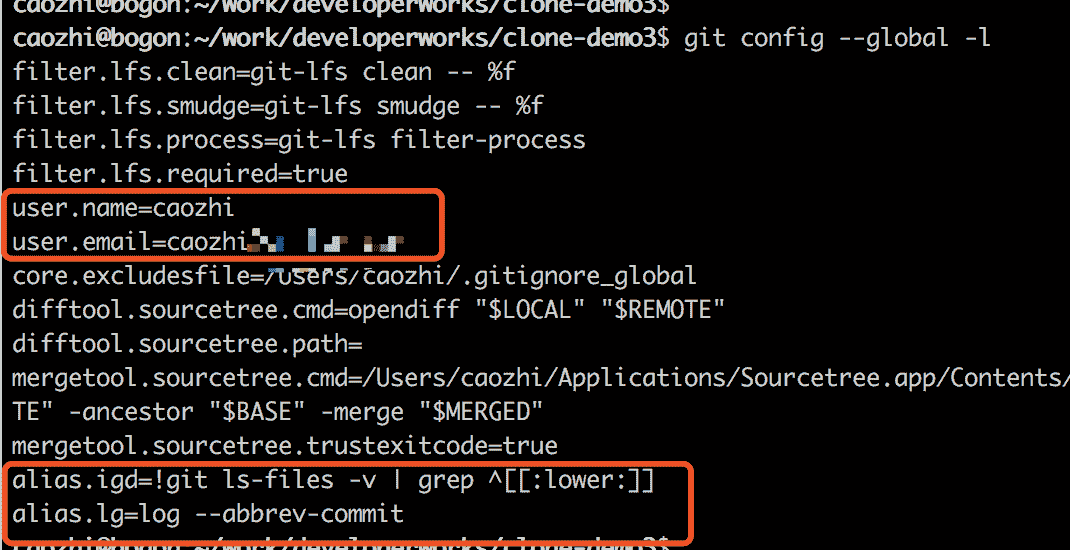 caozhi@bogon:~/work/developerworks/clone-demo3$
caozhi@bogon:~/work/developerworks/clone-demo3$ git config --global -l
filter.lfs.clean=git-lfs clean -- %f
filter.lfs.smudge=git-lfs smudge -- %f
filter.lfs.process=git-lfs filter-process
filter.lfs.required=true
user.name=caozhi
user.email=caozhi
core.excludesfile=/Users/caozhi/.gitignore_global
difftool.sourcetree.cmd=opendiff "$LOCAL" "$REMOTE"
difftool.sourcetree.path=
mergetool.sourcetree.cmd=/Users/caozhi/Applications/Sourcetree.app/Contents/
TE" -ancestor "$BASE" -merge "$MERGED"
mergetool.sourcetree.trustexitcode=true
alias.igd=!git ls-files -v | grep ^[[:lower:]]
alias.lg=log --abbrev-commit
caozhi@bogon:~/work/developerworks/clone-demo3$